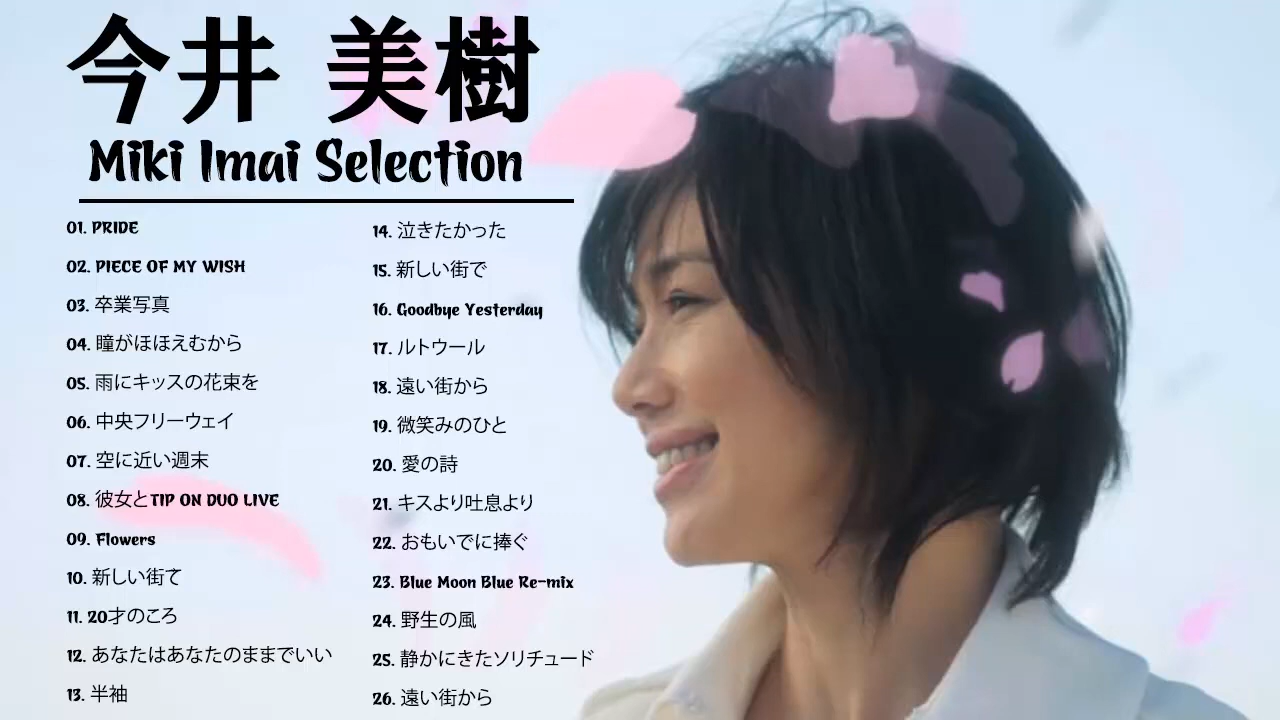 今井 美樹
Miki Imai Selection
01. PRIDE
02. PIECE OF MY WISH
03. 卒業写真
04. 瞳がほほえむから
05. 雨にキッスの花束を
06. 中央フリーウェイ
07. 空に近い週末
08. 彼女とTIP ON DUO LIVE
09. Flowers
10. 新しい街て
11. 20才のころ
12. あなたはあなたのままでいい
13. 半袖
14. 泣きたかった
15. 新しい街で
16. Goodbye Yesterday
17. ルトウール
18. 遠い街から
19. 微笑みのひと
20. 愛の詩
21. キスより吐息より
22. おもいでに捧ぐ
23. Blue Moon Blue Re-mix
24. 野生の風
25. 静かにきたソリチュード
26. 遠い街から